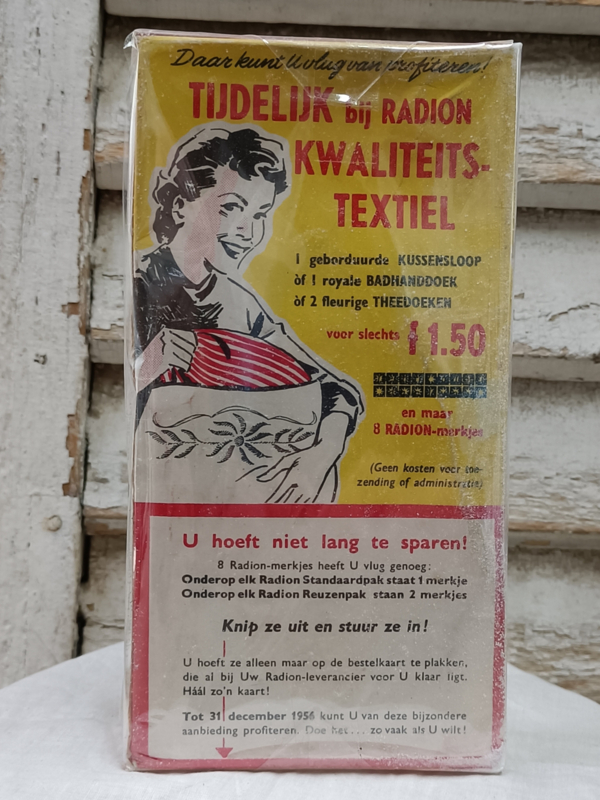 Daar kunt U vlug van profiteren!
TIJDELIJK bij RADION
KWALITEITS-
TEXTIEL
1 geborduurde KUSSENSLOOP
òf 1 royale BADHANDDOEK
òf 2 fleurige THEEDOEKEN
voor slechts f 1.50
en maar
8 RADION-merkjes
(Geen kosten voor toe-
zending of administratie)
U hoeft niet lang te sparen!
8 Radion-merkjes heeft U vlug genoeg:
Onderop elk Radion Standaardpak staat 1 merkje
Onderop elk Radion Reuzenpak staan 2 merkjes
Knip ze uit en stuur ze in!
U hoeft ze alleen maar op de bestelkaart te plakken,
die al bij Uw Radion-leverancier voor U klaar ligt.
Háál zo'n kaart!
Tot 31 december 1956 kunt U van deze bijzondere
aanbieding profiteren. Doe het... zo vaak als U wilt!